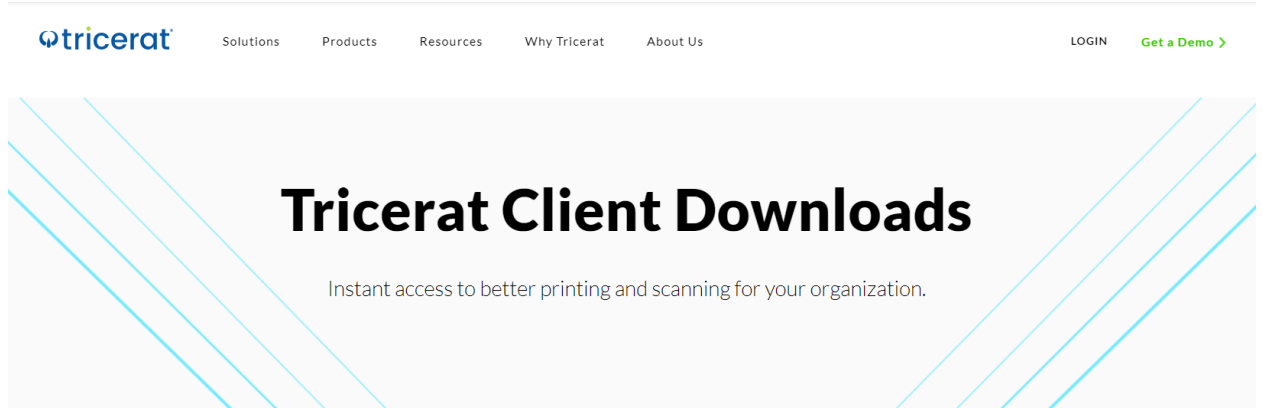 tricerat®
Solutions Products Resources Why Tricerat About Us LOGIN Get a Demo
Tricerat Client Downloads
Instant access to better printing and scanning for your organization.